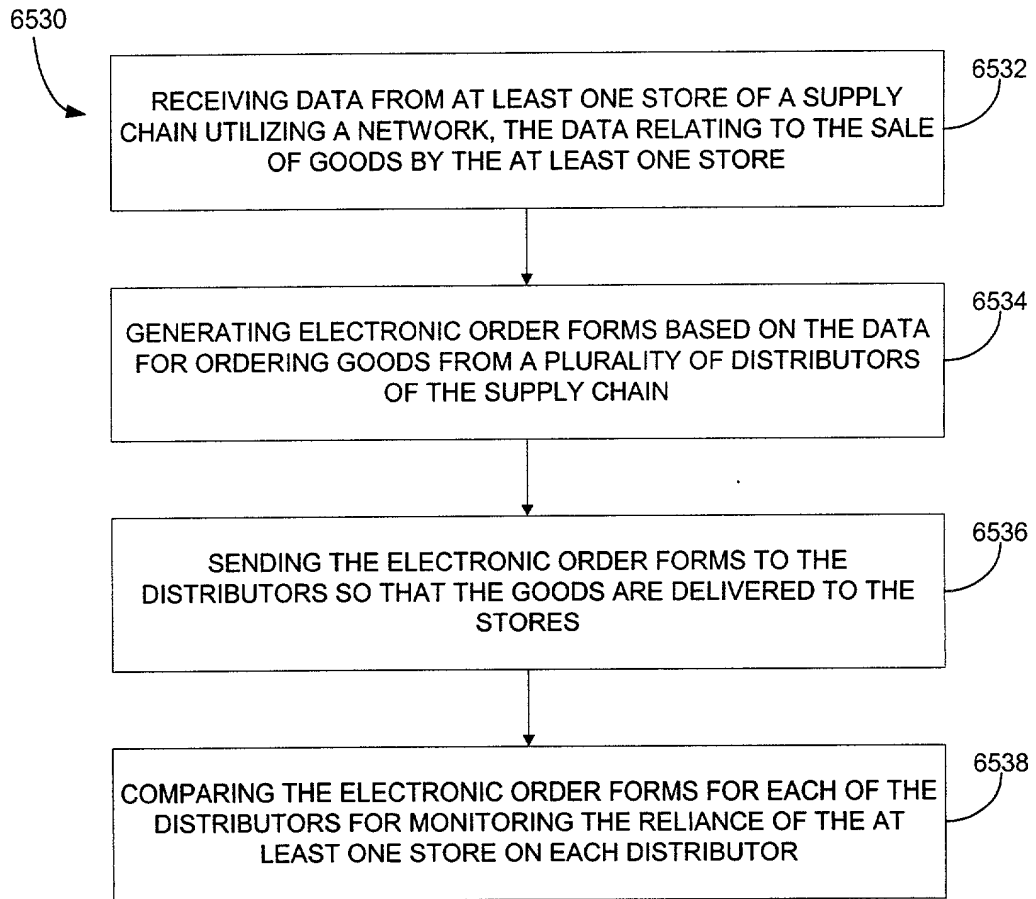 6530
6532
RECEIVING DATA FROM AT LEAST ONE STORE OF A SUPPLY
CHAIN UTILIZING A NETWORK, THE DATA RELATING TO THE SALE
OF GOODS BY THE AT LEAST ONE STORE
6534
GENERATING ELECTRONIC ORDER FORMS BASED ON THE DATA
FOR ORDERING GOODS FROM A PLURALITY OF DISTRIBUTORS
OF THE SUPPLY CHAIN
6536
SENDING THE ELECTRONIC ORDER FORMS TO THE
DISTRIBUTORS SO THAT THE GOODS ARE DELIVERED TO THE
STORES
6538
COMPARING THE ELECTRONIC ORDER FORMS FOR EACH OF THE
DISTRIBUTORS FOR MONITORING THE RELIANCE OF THE AT
LEAST ONE STORE ON EACH DISTRIBUTOR